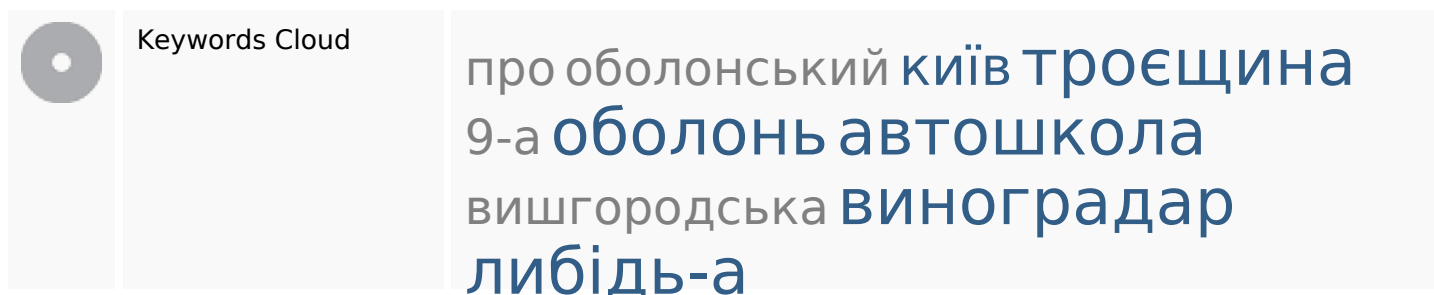 Keywords Cloud
про оболонський київ троєщина
9-а оболонь автошкола
вишгородська виноградар
либідь-а